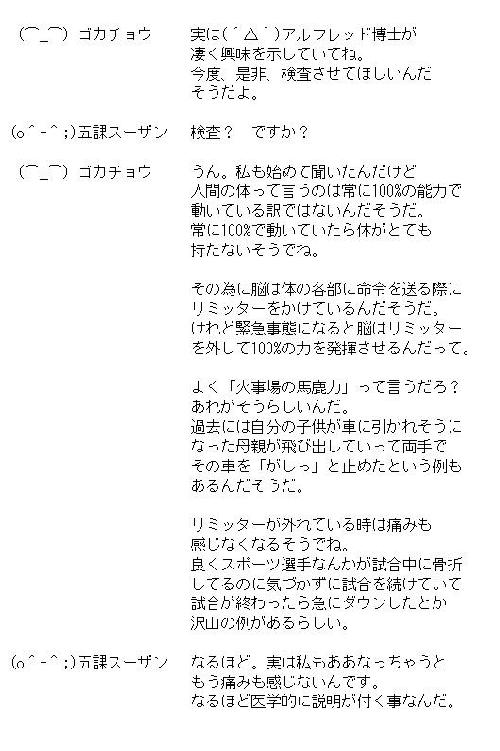 (⌒_⌒) ゴカチョウ　実は(´△`)アルフレッド博士が
凄く興味を示していてね。
今度、是非、検査させてほしいんだ
そうだよ。
(o^-^;)五課スーザン　検査？　ですか？
(⌒_⌒) ゴカチョウ　うん。私も始めて聞いたんだけど
人間の体って言うのは常に100%の能力で
動いている訳ではないんだそうだ。
常に100%で動いていたら体がとても
持たないそうでね。
その為に脳は体の各部に命令を送る際に
リミッターをかけているんだそうだ。
けれど緊急事態になると脳はリミッター
を外して100%の力を発揮させるんだって。
よく「火事場の馬鹿力」って言うだろ？
あれがそうらしいんだ。
過去には自分の子供が車に引かれそうに
なった母親が飛び出していって両手で
その車を「がしっ」と止めたという例も
あるんだそうだ。
リミッターが外れている時は痛みも
感じなくなるそうでね。
良くスポーツ選手なんかが試合中に骨折
してるのに気づかずに試合を続けていて
試合が終わったら急にダウンしたとか
沢山の例があるらしい。
(o^-^;)五課スーザン　なるほど。実は私もああなっちゃうと
もう痛みも感じないんです。
なるほど医学的に説明が付く事なんだ。